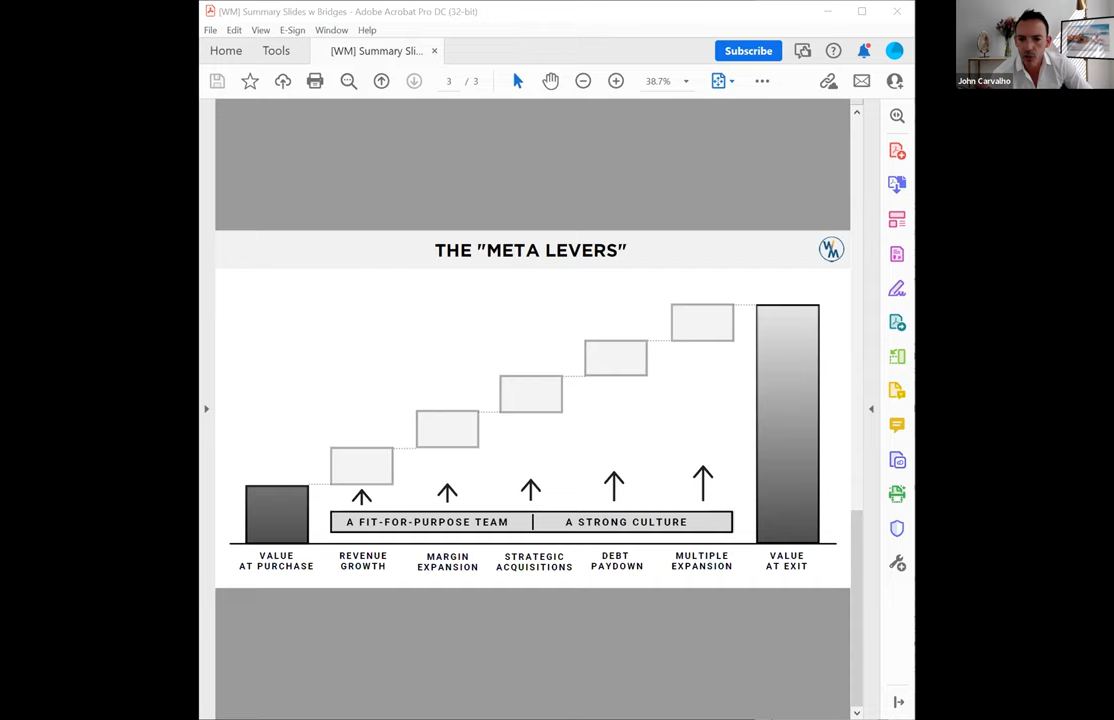 [WM] Summary Slides w Bridges - Adobe Acrobat Pro DC (32-bit)
File Edit View E-Sign Window Help
Home Tools [WM] Summary Sli... × Subscribe
3 / 3 38.7%
John Carvalho
THE "META LEVERS"
WM
A FIT-FOR-PURPOSE TEAM | A STRONG CULTURE
VALUE AT PURCHASE
REVENUE GROWTH
MARGIN EXPANSION
STRATEGIC ACQUISITIONS
DEBT PAYDOWN
MULTIPLE EXPANSION
VALUE AT EXIT